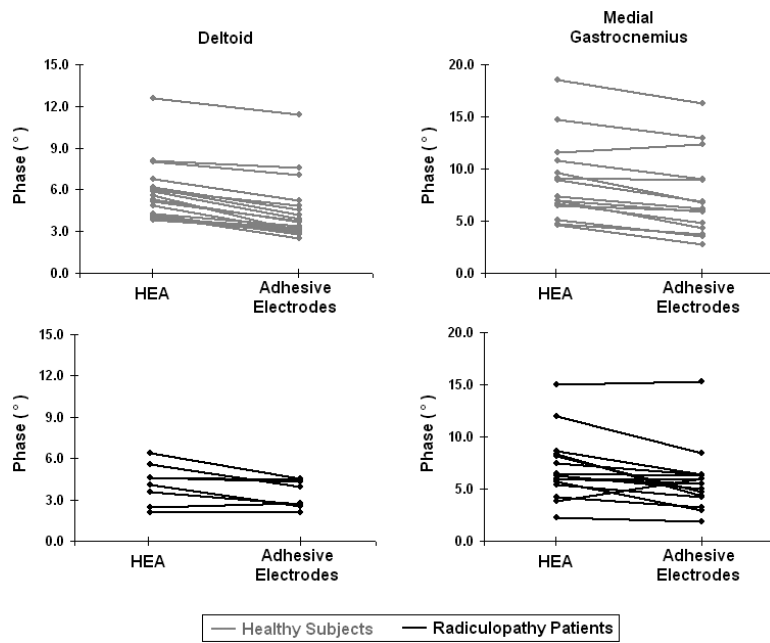 Deltoid
Medial
Gastrocnemius
15.0
12.0
9.0
6.0
3.0
0.0
Phase ( ° )
HEA
Adhesive
Electrodes
20.0
15.0
10.0
5.0
0.0
Phase ( ° )
HEA
Adhesive
Electrodes
15.0
12.0
9.0
6.0
3.0
0.0
Phase ( ° )
HEA
Adhesive
Electrodes
20.0
15.0
10.0
5.0
0.0
Phase ( ° )
HEA
Adhesive
Electrodes
Healthy Subjects
Radiculopathy Patients